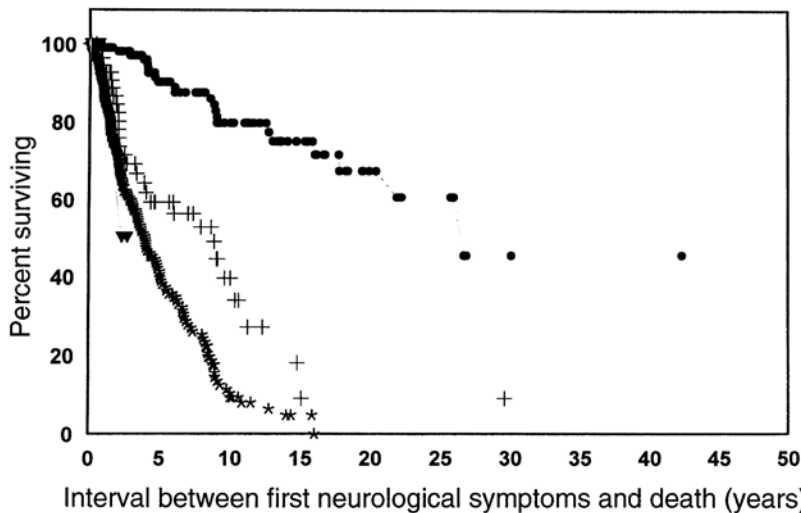 Percent surviving
100
80
60
40
20
0
0 5 10 15 20 25 30 35 40 45 50
Interval between first neurological symptoms and death (years)